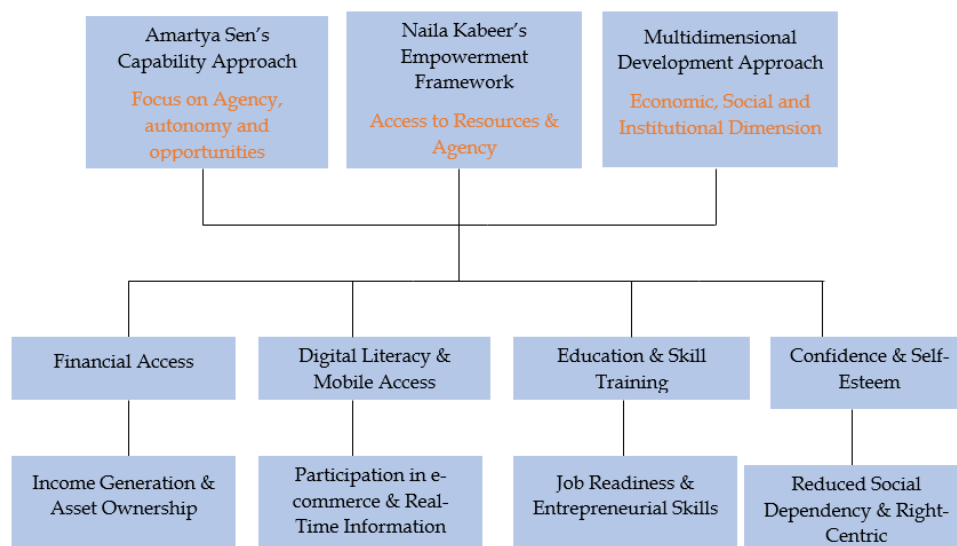 Amartya Sen's
Capability Approach
Focus on Agency,
autonomy and
opportunities
Naila Kabeer's
Empowerment
Framework
Access to Resources &
Agency
Multidimensional
Development Approach
Economic, Social and
Institutional Dimension
Financial Access
Digital Literacy &
Mobile Access
Education & Skill
Training
Confidence & Self-
Esteem
Income Generation &
Asset Ownership
Participation in e-
commerce & Real-
Time Information
Job Readiness &
Entrepreneurial Skills
Reduced Social
Dependency & Right-
Centric